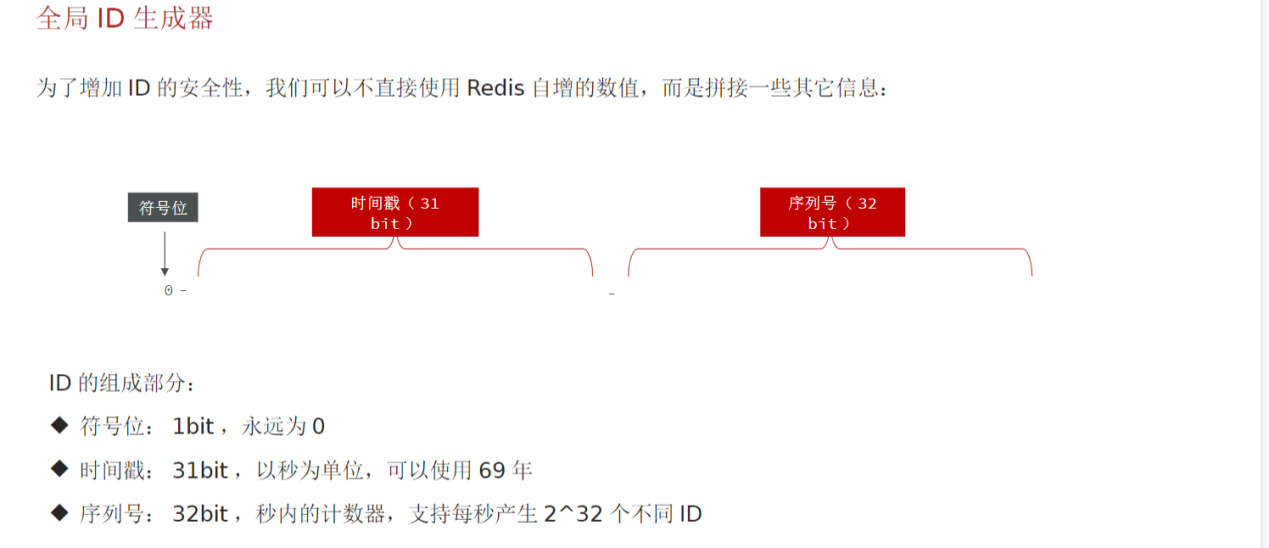 全局 ID 生成器
为了增加 ID 的安全性，我们可以不直接使用 Redis 自增的数值，而是拼接一些其它信息：
符号位
时间戳（ 31
bit ）
序列号（ 32
bit ）
0 -
-
ID 的组成部分：
◆ 符号位： 1bit ，永远为 0
◆ 时间戳： 31bit ，以秒为单位，可以使用 69 年
◆ 序列号： 32bit ，秒内的计数器，支持每秒产生 2^32 个不同 ID